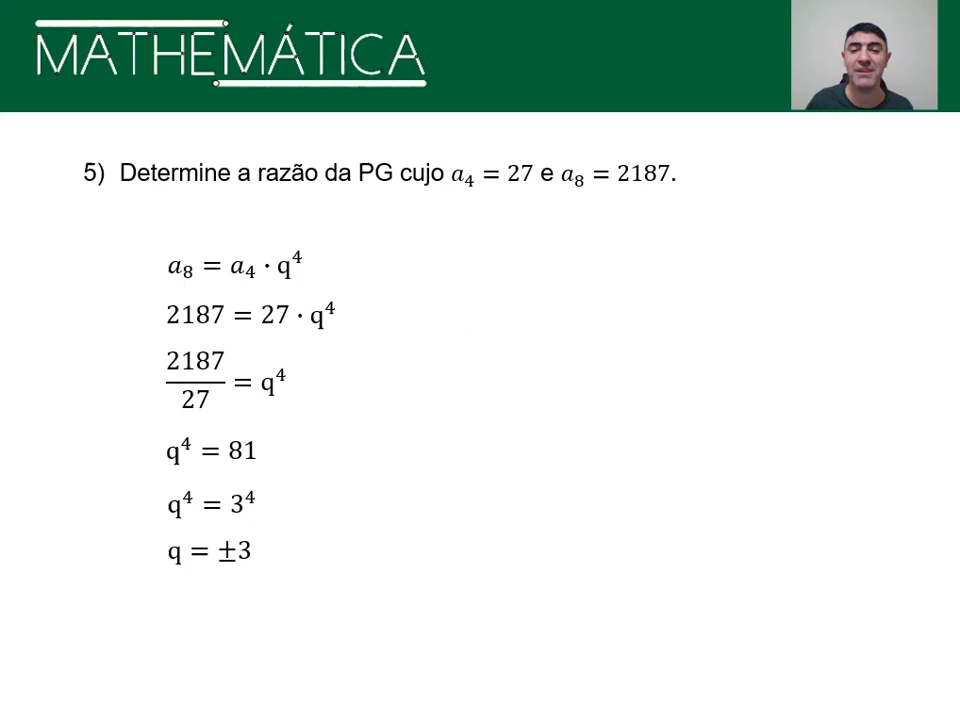 MATHEMÁTICA
5) Determine a razão da PG cujo a₄ = 27 e a₈ = 2187.
a₈ = a₄ · q⁴
2187 = 27 · q⁴
2187/27 = q⁴
q⁴ = 81
q⁴ = 3⁴
q = ±3